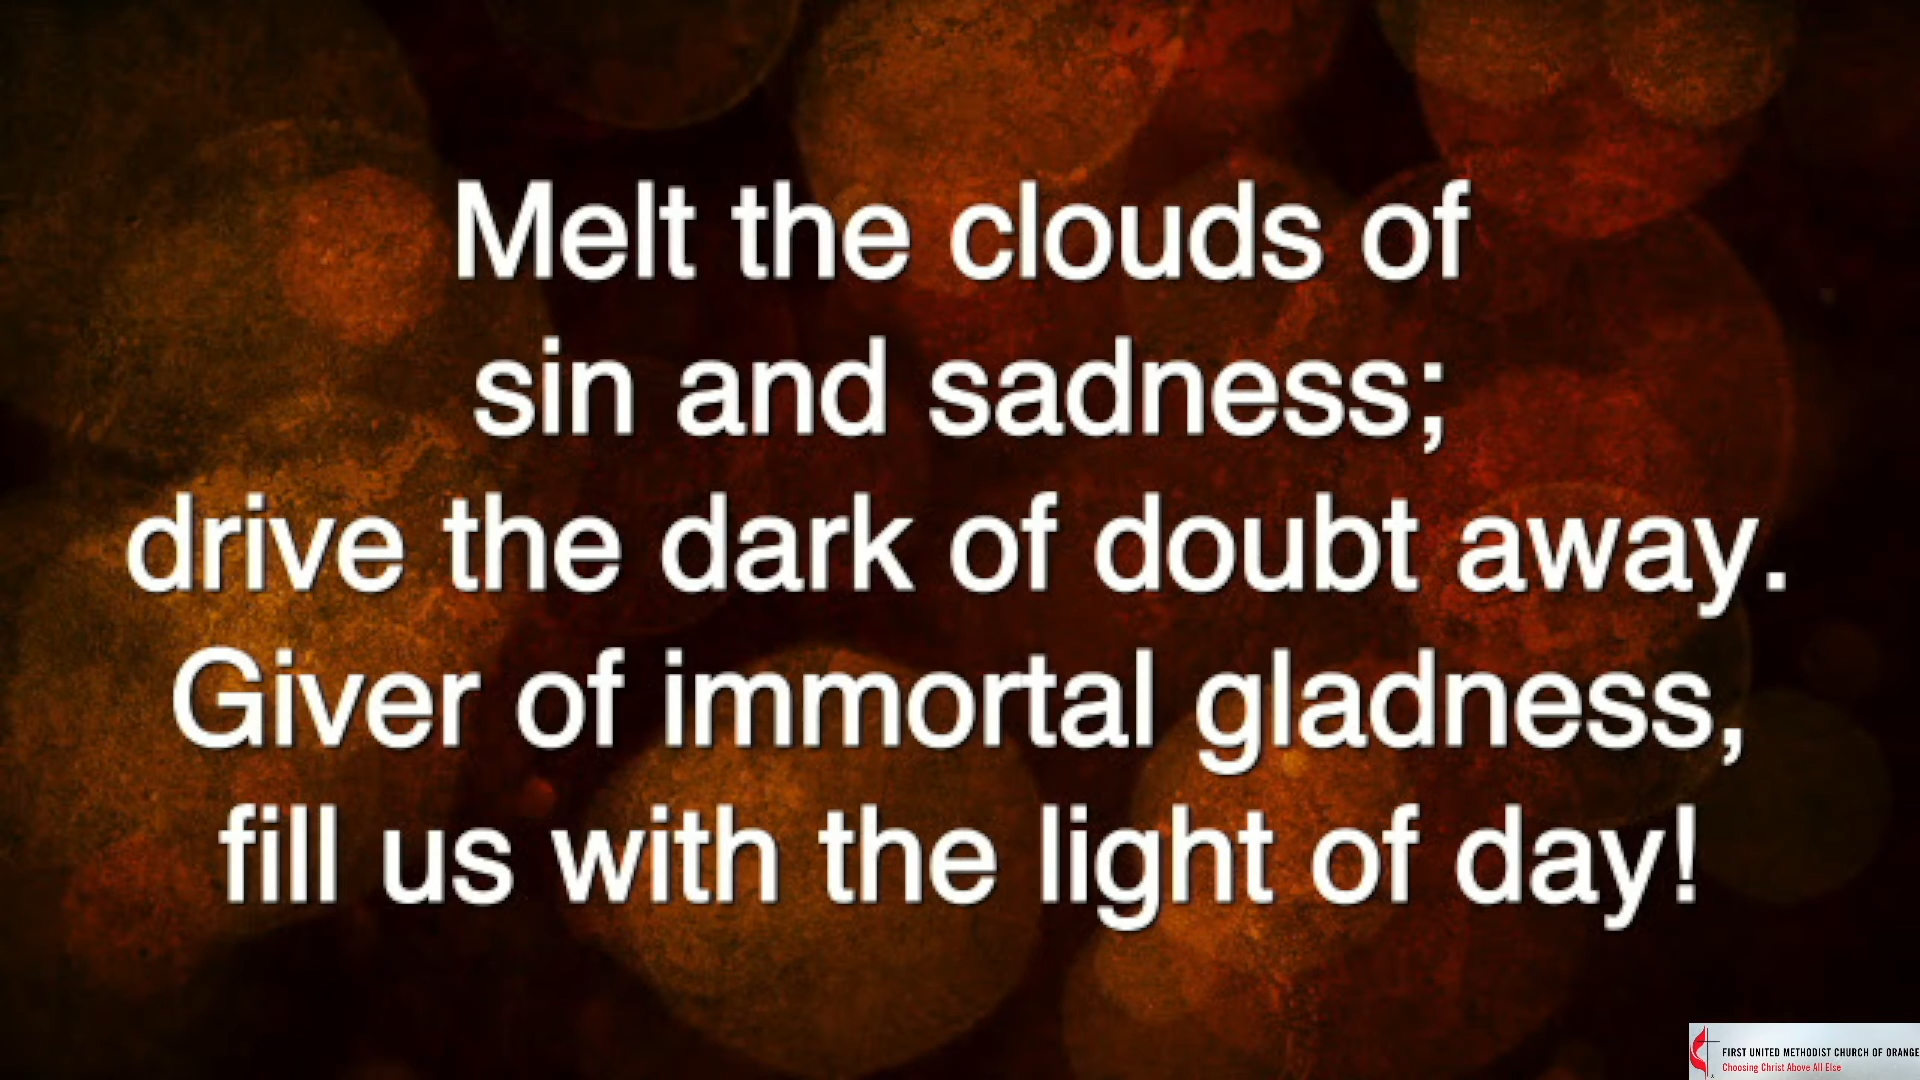 Melt the clouds of
sin and sadness;
drive the dark of doubt away.
Giver of immortal gladness,
fill us with the light of day!
FIRST UNITED METHODIST CHURCH OF ORANGE
Choosing Christ Above All Else